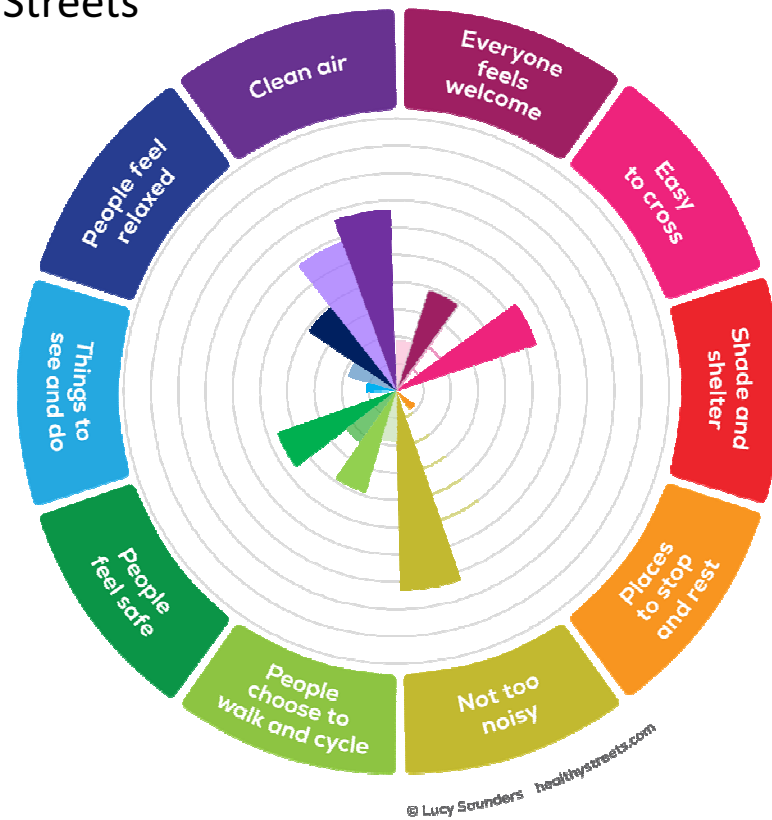 Streets
Clean air
Everyone
feels
welcome
Easy
to cross
Shade and
shelter
Places
to stop
and rest
Not too
noisy
People
choose to
walk and cycle
People
feel safe
Things to
see and do
People feel
relaxed
© Lucy Saunders healthystreets.com